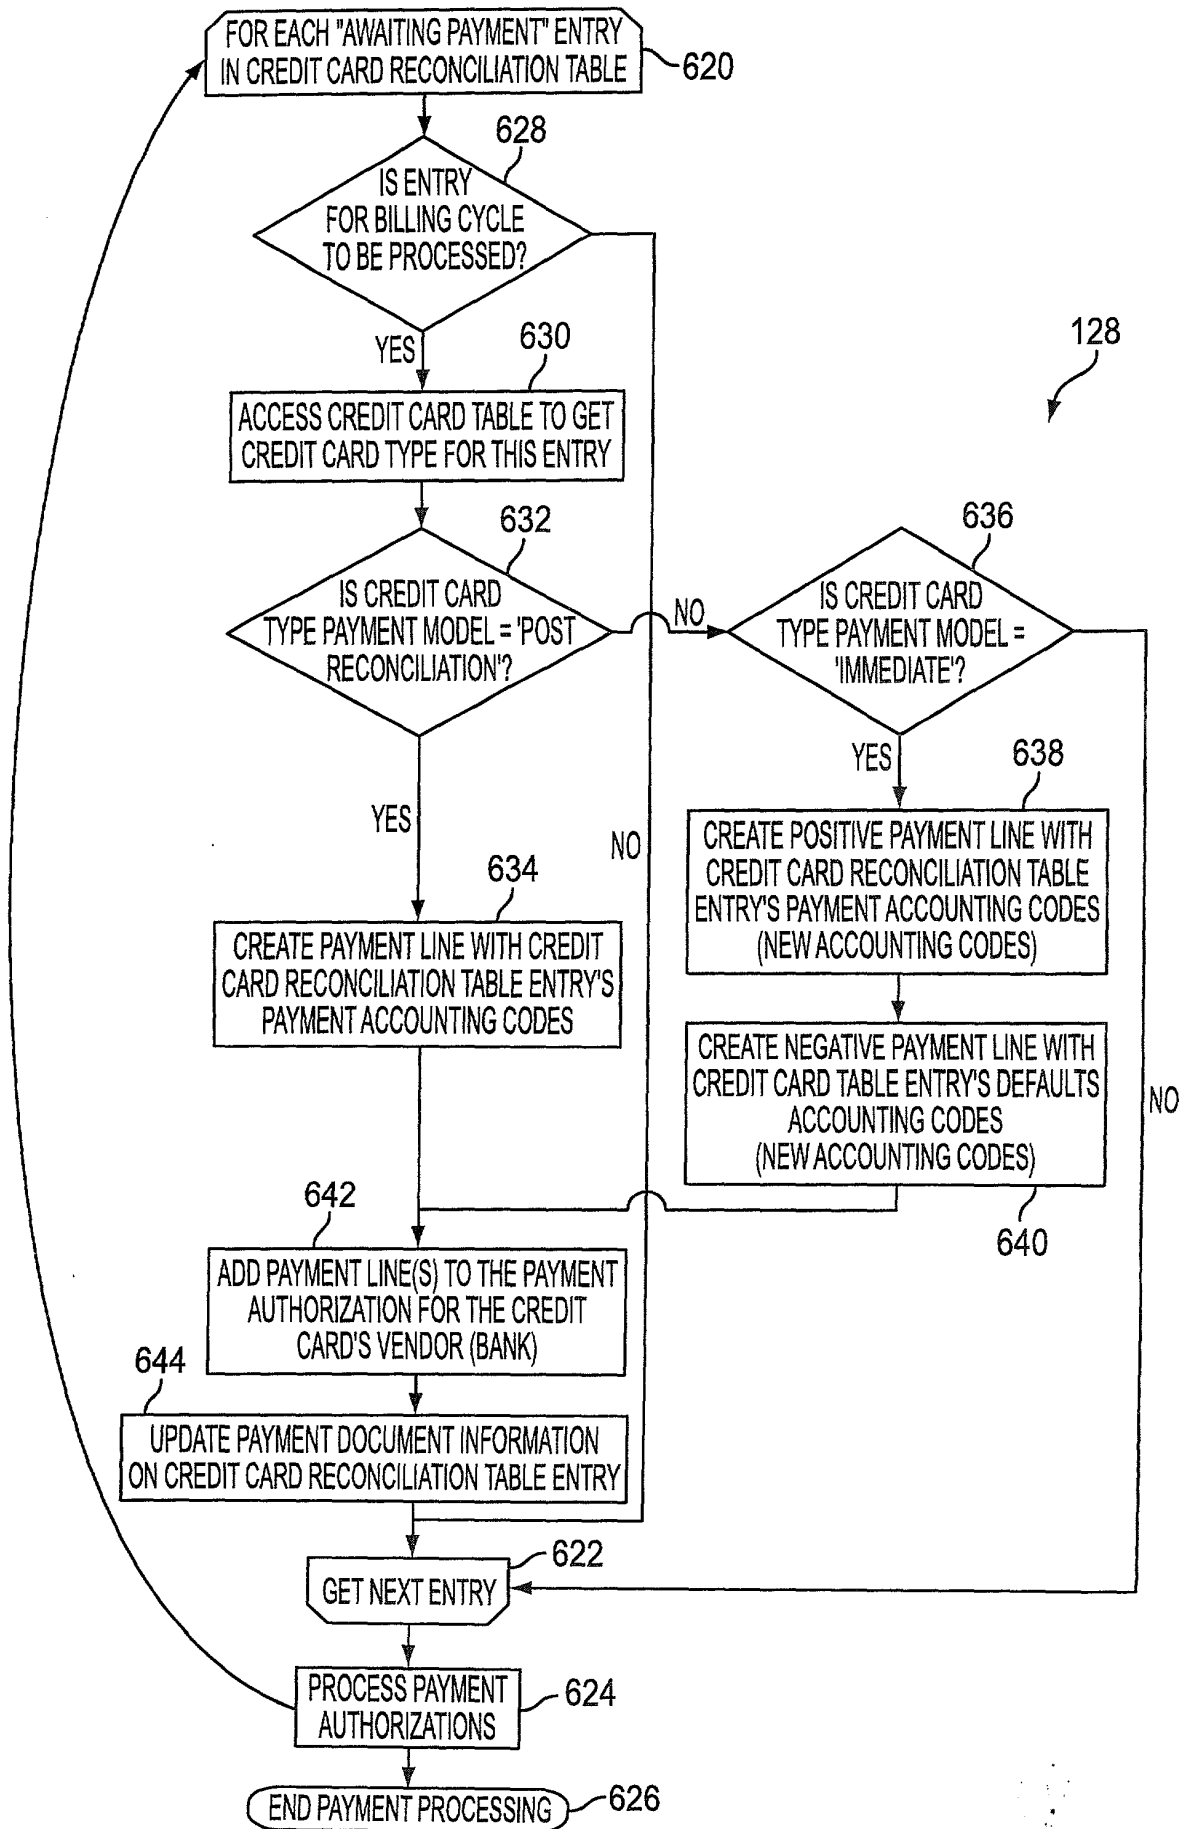 FOR EACH "AWAITING PAYMENT" ENTRY
IN CREDIT CARD RECONCILIATION TABLE
620
628
IS ENTRY
FOR BILLING CYCLE
TO BE PROCESSED?
YES
630
128
ACCESS CREDIT CARD TABLE TO GET
CREDIT CARD TYPE FOR THIS ENTRY
632
636
IS CREDIT CARD
TYPE PAYMENT MODEL = 'POST
RECONCILIATION'?
NO
IS CREDIT CARD
TYPE PAYMENT MODEL =
'IMMEDIATE'?
YES
638
YES
NO
CREATE POSITIVE PAYMENT LINE WITH
CREDIT CARD RECONCILIATION TABLE
ENTRY'S PAYMENT ACCOUNTING CODES
(NEW ACCOUNTING CODES)
634
CREATE PAYMENT LINE WITH CREDIT
CARD RECONCILIATION TABLE ENTRY'S
PAYMENT ACCOUNTING CODES
CREATE NEGATIVE PAYMENT LINE WITH
CREDIT CARD TABLE ENTRY'S DEFAULTS
ACCOUNTING CODES
(NEW ACCOUNTING CODES)
NO
640
642
ADD PAYMENT LINE(S) TO THE PAYMENT
AUTHORIZATION FOR THE CREDIT
CARD'S VENDOR (BANK)
644
UPDATE PAYMENT DOCUMENT INFORMATION
ON CREDIT CARD RECONCILIATION TABLE ENTRY
622
GET NEXT ENTRY
PROCESS PAYMENT
AUTHORIZATIONS
624
END PAYMENT PROCESSING
626